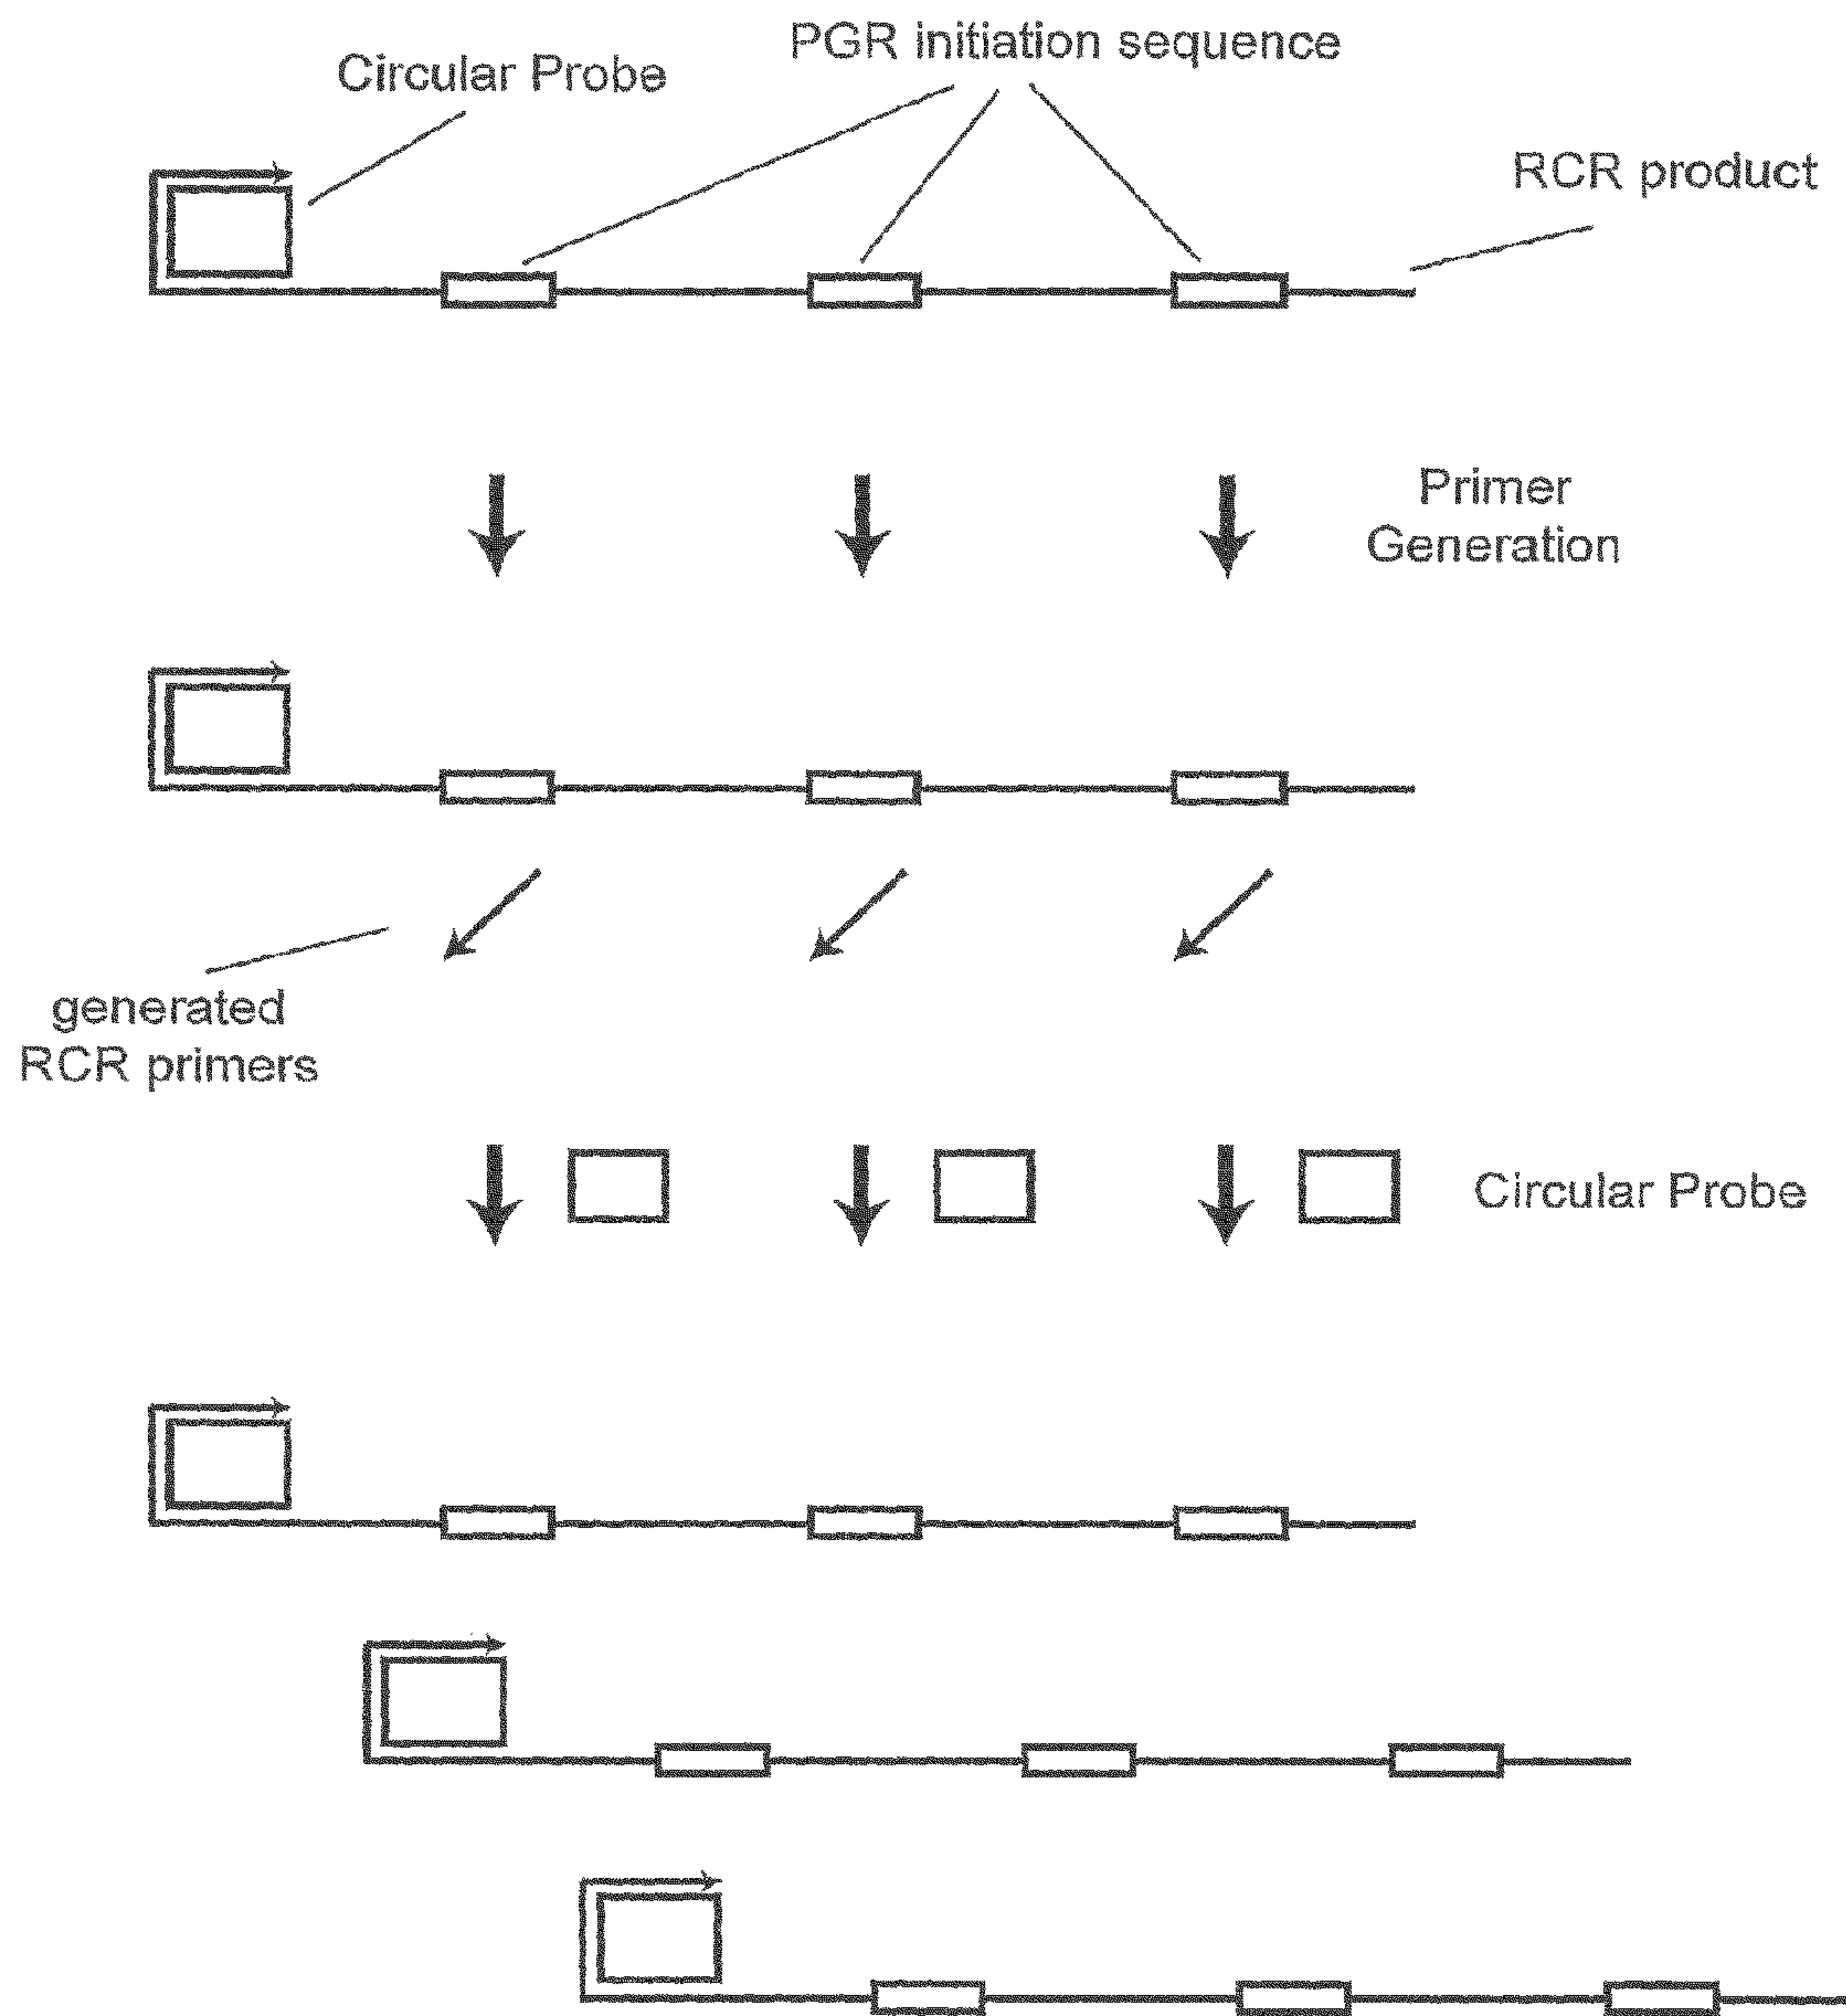 PGR initiation sequence
Circular Probe
RCR product
Primer
Generation
generated
RCR primers
Circular Probe